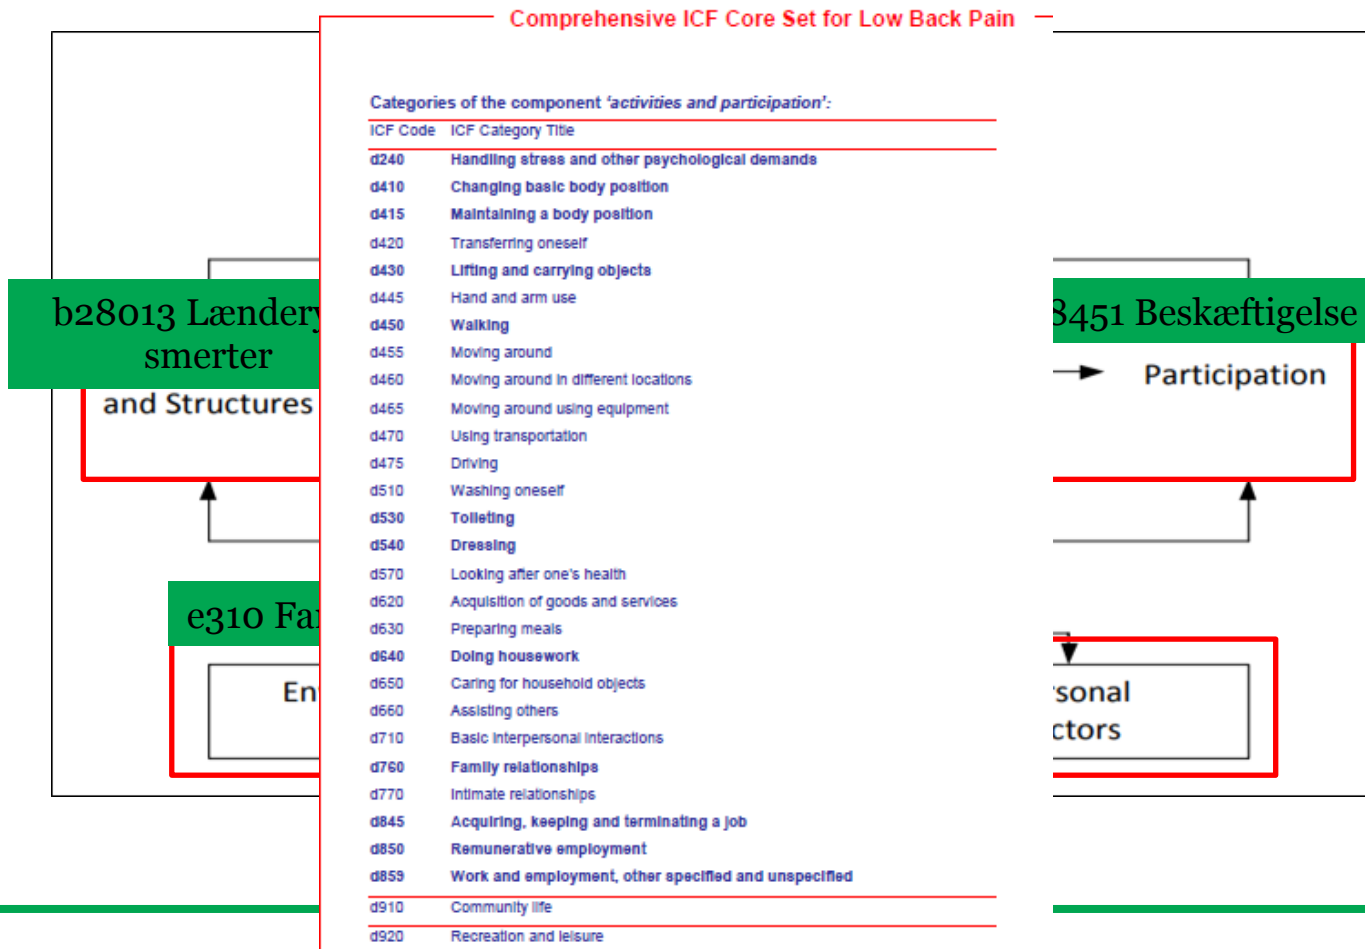 Comprehensive ICF Core Set for Low Back Pain
Categories of the component 'activities and participation':
ICF Code ICF Category Title
d240 Handling stress and other psychological demands
d410 Changing basic body position
d415 Maintaining a body position
d420 Transferring oneself
d430 Lifting and carrying objects
d445 Hand and arm use
d450 Walking
d455 Moving around
d460 Moving around in different locations
d465 Moving around using equipment
d470 Using transportation
d475 Driving
d510 Washing oneself
d530 Toileting
d540 Dressing
d570 Looking after one's health
d620 Acquisition of goods and services
d630 Preparing meals
d640 Doing housework
d650 Caring for household objects
d660 Assisting others
d710 Basic interpersonal interactions
d760 Family relationships
d770 Intimate relationships
d845 Acquiring, keeping and terminating a job
d850 Remunerative employment
d859 Work and employment, other specified and unspecified
d910 Community life
d920 Recreation and leisure
b28013
smerter
and Structures
8451 Beskæftigelse
Participation
e310